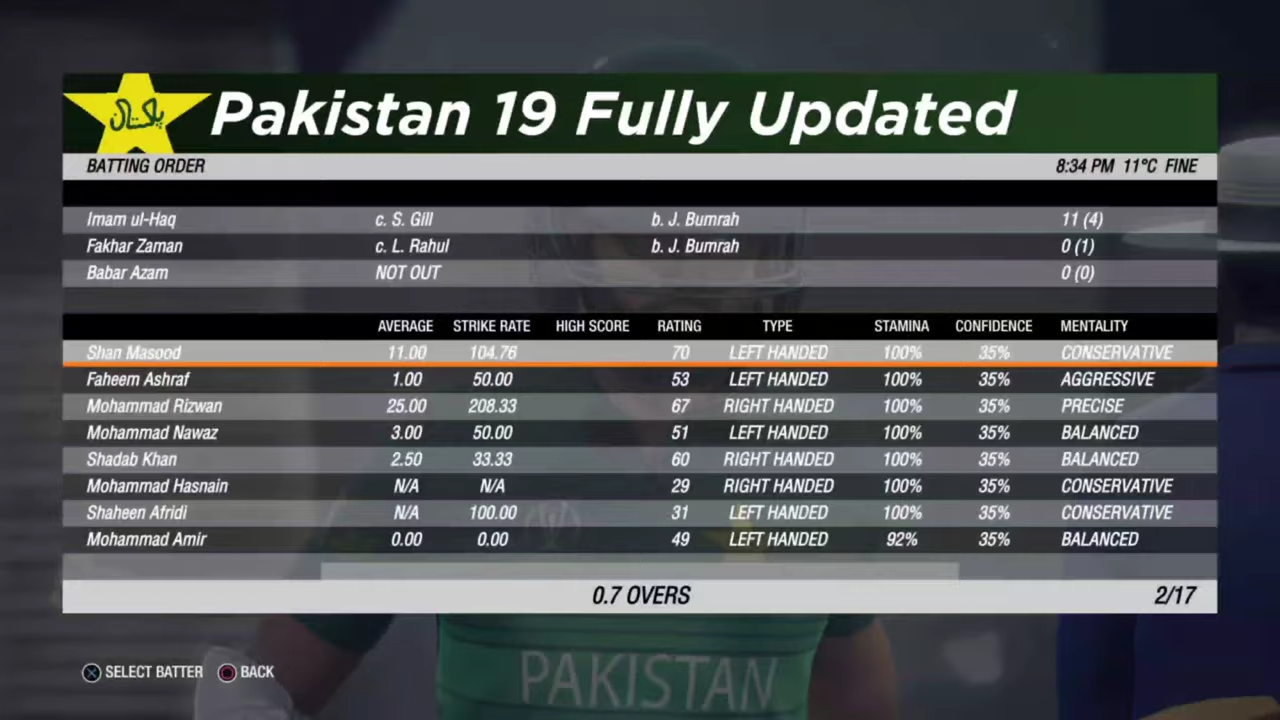 پاکستان
Pakistan 19 Fully Updated
BATTING ORDER 8:34 PM 11°C FINE
Imam ul-Haq c. S. Gill b. J. Bumrah 11 (4)
Fakhar Zaman c. L. Rahul b. J. Bumrah 0 (1)
Babar Azam NOT OUT 0 (0)
AVERAGE STRIKE RATE HIGH SCORE RATING TYPE STAMINA CONFIDENCE MENTALITY
Shan Masood 11.00 104.76 70 LEFT HANDED 100% 35% CONSERVATIVE
Faheem Ashraf 1.00 50.00 53 LEFT HANDED 100% 35% AGGRESSIVE
Mohammad Rizwan 25.00 208.33 67 RIGHT HANDED 100% 35% PRECISE
Mohammad Nawaz 3.00 50.00 51 LEFT HANDED 100% 35% BALANCED
Shadab Khan 2.50 33.33 60 RIGHT HANDED 100% 35% BALANCED
Mohammad Hasnain N/A N/A 29 RIGHT HANDED 100% 35% CONSERVATIVE
Shaheen Afridi N/A 100.00 31 LEFT HANDED 100% 35% CONSERVATIVE
Mohammad Amir 0.00 0.00 49 LEFT HANDED 92% 35% BALANCED
0.7 OVERS 2/17
SELECT BATTER BACK
PAKISTAN